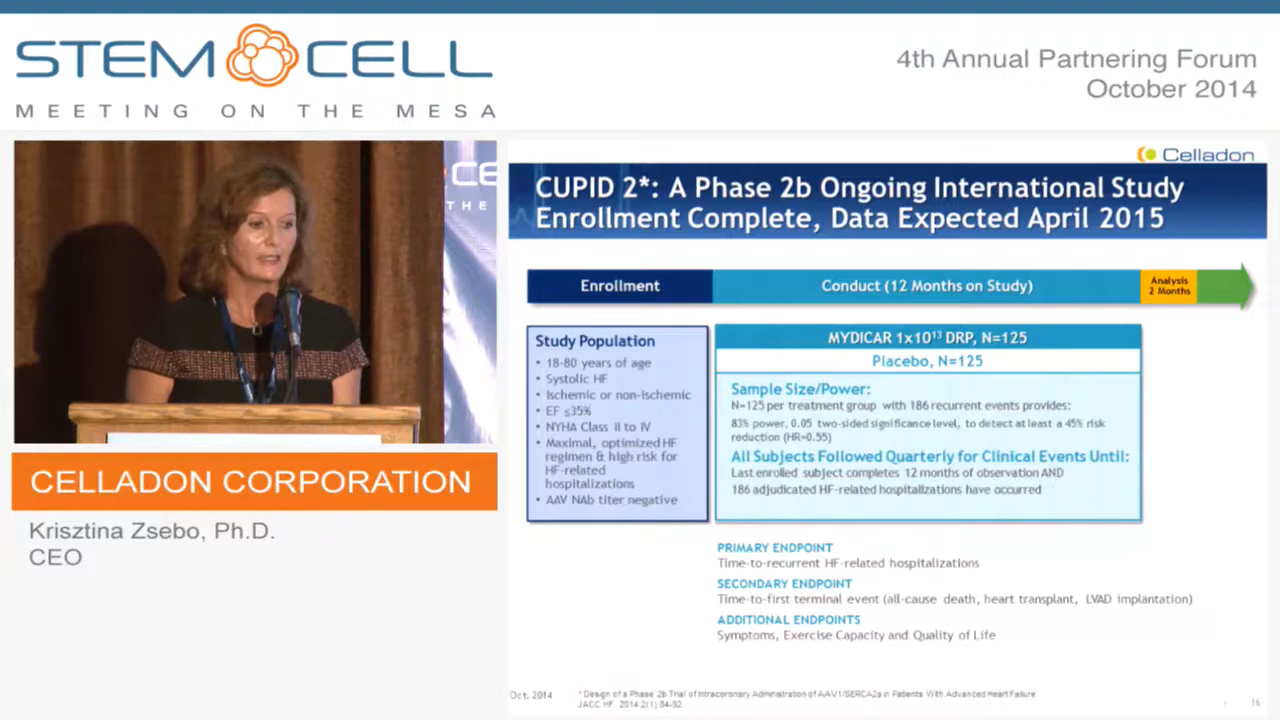 STEM CELL
MEETING ON THE MESA
4th Annual Partnering Forum
October 2014
CE
THE
CELLADON CORPORATION
Krisztina Zsebo, Ph.D.
CEO
Celladon
CUPID 2*: A Phase 2b Ongoing International Study
Enrollment Complete, Data Expected April 2015
Enrollment
Conduct (12 Months on Study)
Analysis
2 Months
Study Population
• 18-80 years of age
• Systolic HF
• Ischemic or non-ischemic
• EF ≤35%
• NYHA Class II to IV
• Maximal, optimized HF
regimen & high risk for
HF-related
hospitalizations
• AAV NAb titer negative
MYDICAR 1x10¹³ DRP, N=125
Placebo, N=125
Sample Size/Power:
N=125 per treatment group with 186 recurrent events provides:
83% power, 0.05 two-sided significance level, to detect at least a 45% risk
reduction (HR=0.55)
All Subjects Followed Quarterly for Clinical Events Until:
Last enrolled subject completes 12 months of observation AND
186 adjudicated HF-related hospitalizations have occurred
PRIMARY ENDPOINT
Time-to-recurrent HF-related hospitalizations
SECONDARY ENDPOINT
Time-to-first terminal event (all-cause death, heart transplant, LVAD implantation)
ADDITIONAL ENDPOINTS
Symptoms, Exercise Capacity and Quality of Life
Oct. 2014
* Design of a Phase 2b Trial of Intracoronary Administration of AAV1/SERCA2a in Patients With Advanced Heart Failure
JACC HF. 2014;2(1):84-92.
16